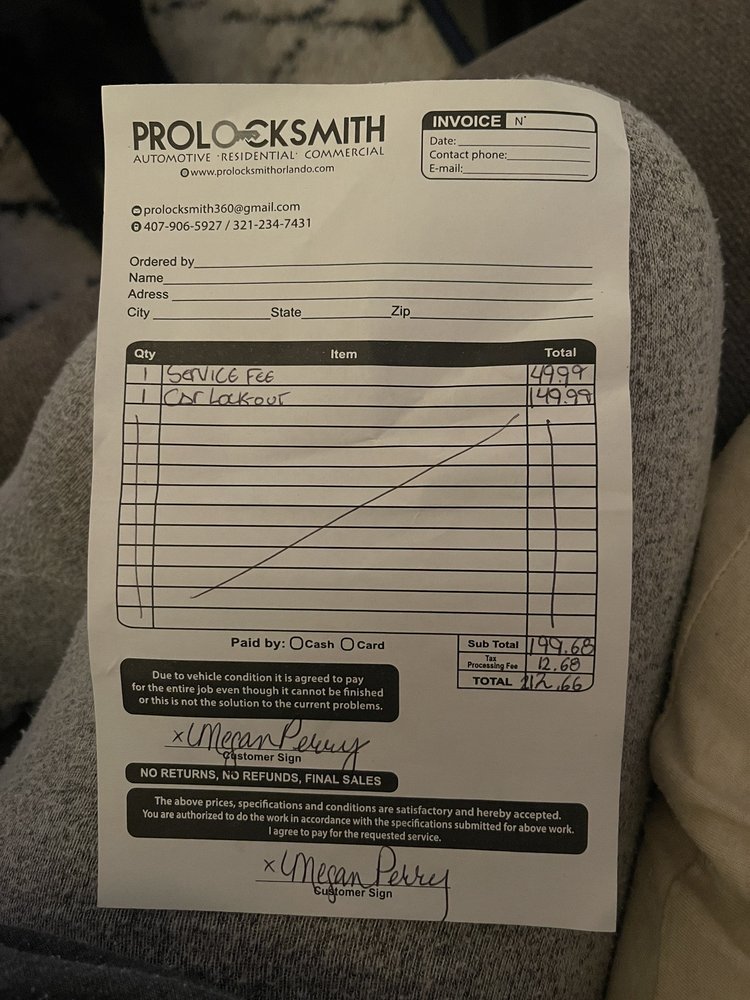 PROLOCKSMITH
AUTOMOTIVE · RESIDENTIAL · COMMERCIAL
www.prolocksmithorlando.com
INVOICE N°
Date:
Contact phone:
E-mail:
prolocksmith360@gmail.com
407-906-5927 / 321-234-7431
Ordered by
Name
Adress
City State Zip
Qty Item Total
1 SERVICE FEE 49.99
1 Car Lockout 149.99
Paid by: Cash Card
Sub Total 199.68
Tax Processing Fee 12.68
TOTAL 212.66
Due to vehicle condition it is agreed to pay
for the entire job even though it cannot be finished
or this is not the solution to the current problems.
x Megan Perry
Customer Sign
NO RETURNS, NO REFUNDS, FINAL SALES
The above prices, specifications and conditions are satisfactory and hereby accepted.
You are authorized to do the work in accordance with the specifications submitted for above work.
I agree to pay for the requested service.
x Megan Perry
Customer Sign